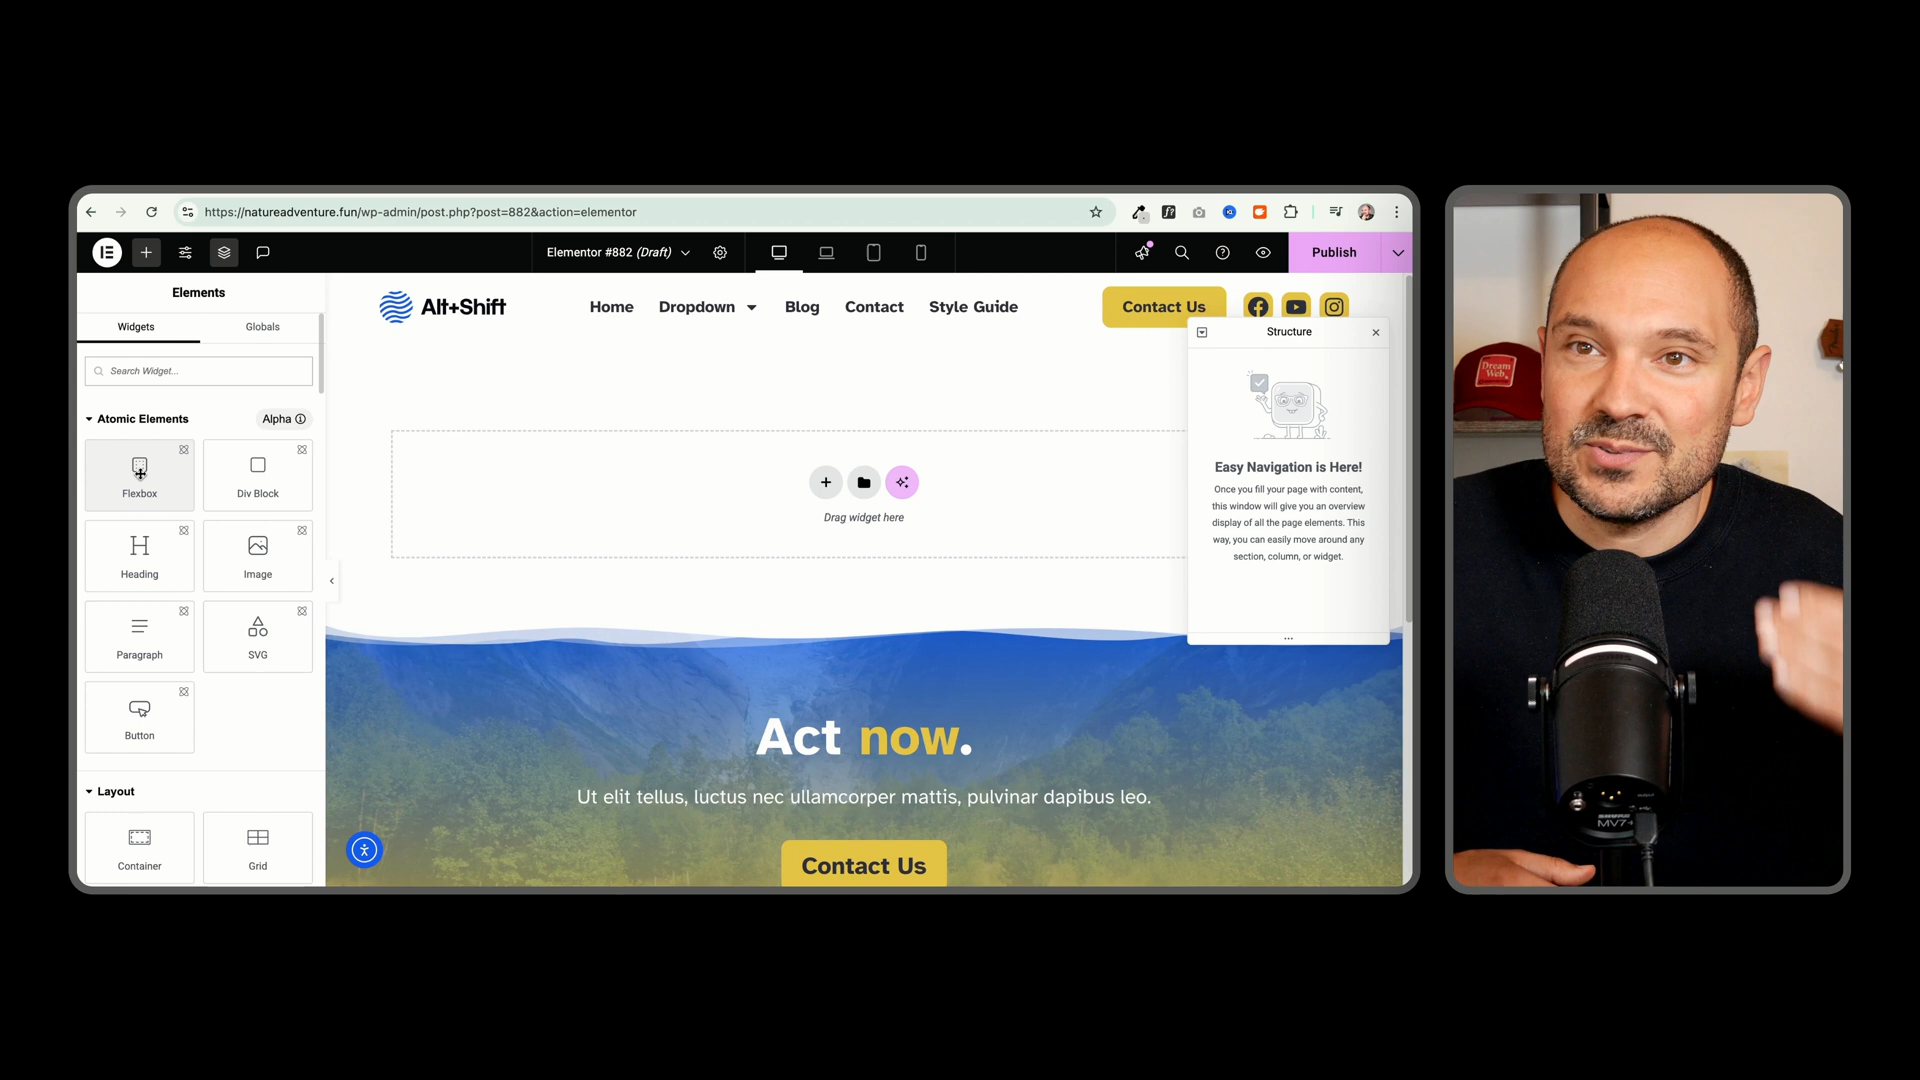 https://natureadventure.fun/wp-admin/post.php?post=882&action=elementor
Elementor #882 (Draft)
Publish
Elements
Widgets
Globals
Search Widget...
Atomic Elements
Alpha
Flexbox
Div Block
Heading
Image
Paragraph
SVG
Button
Layout
Container
Grid
Alt+Shift
Home
Dropdown
Blog
Contact
Style Guide
Contact Us
Drag widget here
Structure
Easy Navigation is Here!
Once you fill your page with content,
this window will give you an overview
display of all the page elements. This
way, you can easily move around any
section, column, or widget.
Act now.
Ut elit tellus, luctus nec ullamcorper mattis, pulvinar dapibus leo.
Contact Us
Dream
Web
SHURE
MV7+